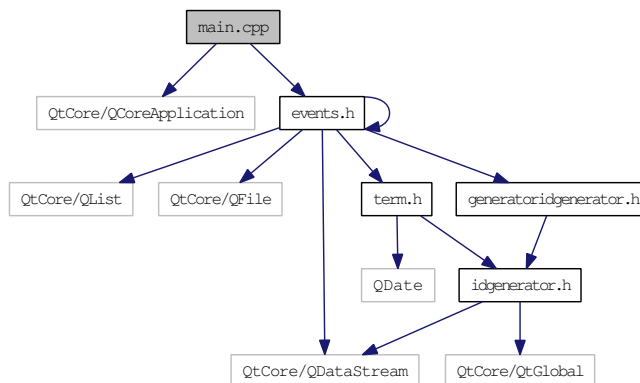 main.cpp
QtCore/QCoreApplication
events.h
QtCore/QList
QtCore/QFile
term.h
generatoridgenerator.h
QDate
idgenerator.h
QtCore/QDataStream
QtCore/QtGlobal